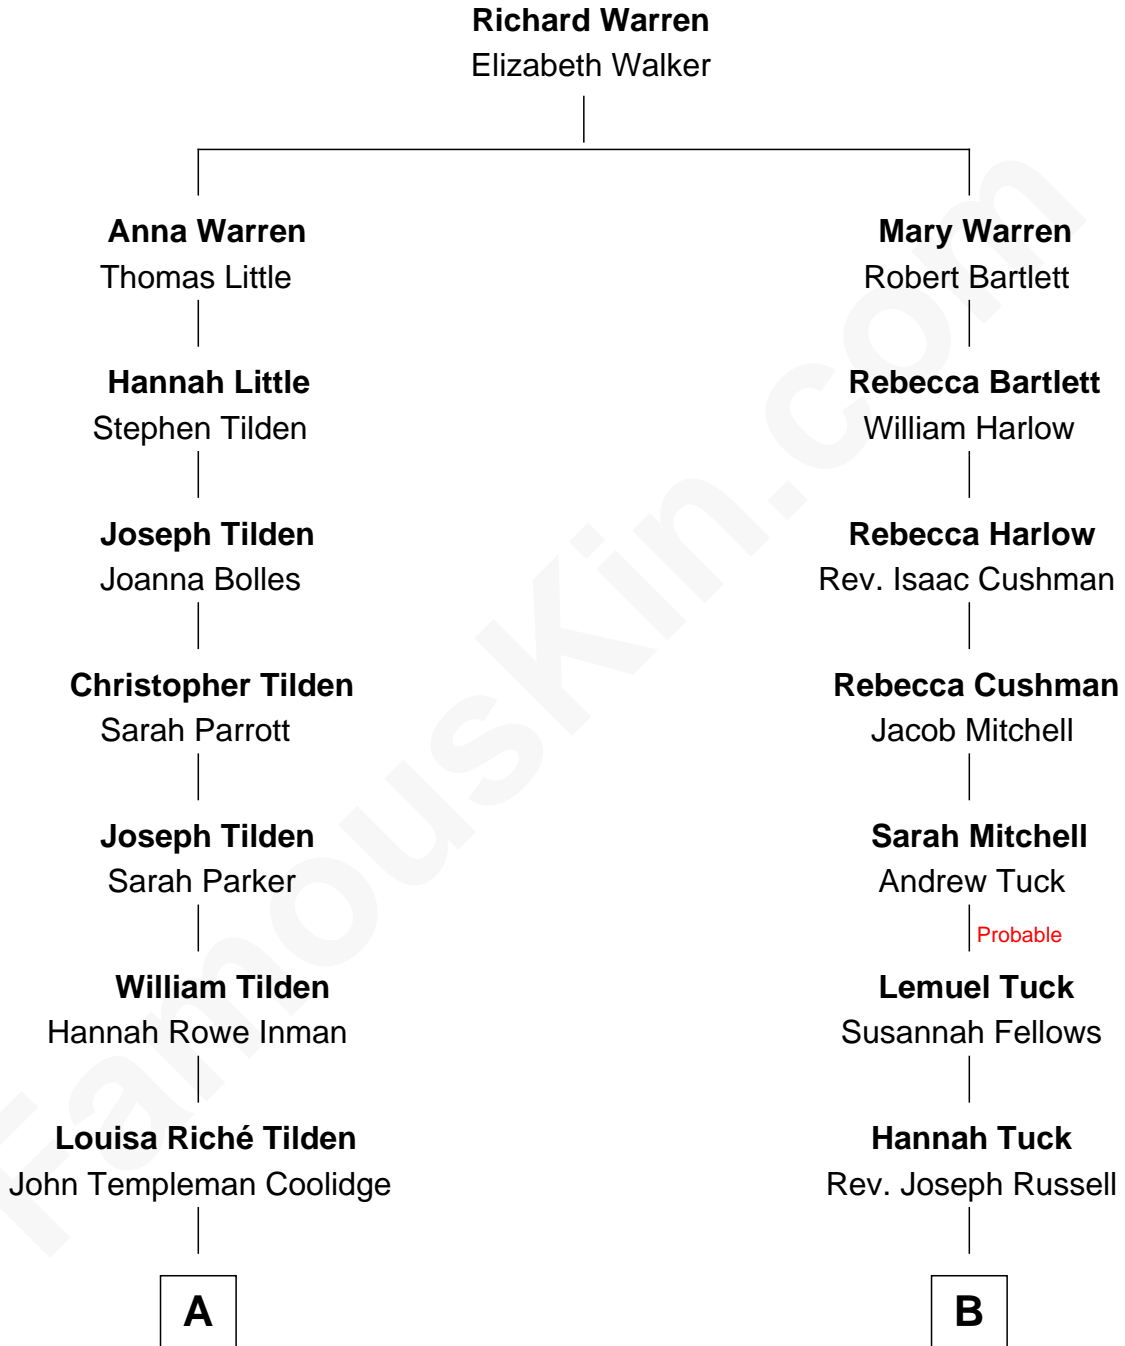 Richard Warren
Elizabeth Walker
Anna Warren
Thomas Little
Hannah Little
Stephen Tilden
Joseph Tilden
Joanna Bolles
Christopher Tilden
Sarah Parrott
Joseph Tilden
Sarah Parker
William Tilden
Hannah Rowe Inman
Louisa Riché Tilden
John Templeman Coolidge
A
Mary Warren
Robert Bartlett
Rebecca Bartlett
William Harlow
Rebecca Harlow
Rev. Isaac Cushman
Rebecca Cushman
Jacob Mitchell
Sarah Mitchell
Andrew Tuck
Probable
Lemuel Tuck
Susannah Fellows
Hannah Tuck
Rev. Joseph Russell
B
FamousKin.com